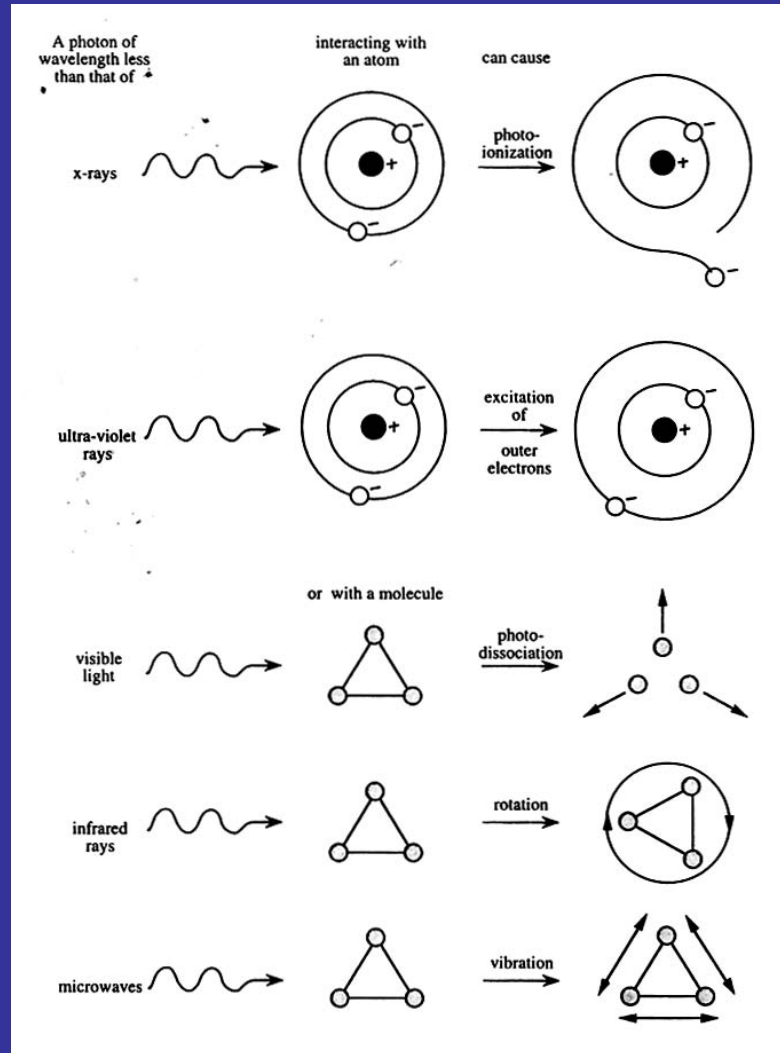 A photon of
wavelength less
than that of
interacting with
an atom
can cause
x-rays
+
−
−
photo-
ionization
+
−
−
ultra-violet
rays
+
−
−
excitation
of
outer
electrons
+
−
−
or with a molecule
visible
light
photo-
dissociation
infrared
rays
rotation
microwaves
vibration